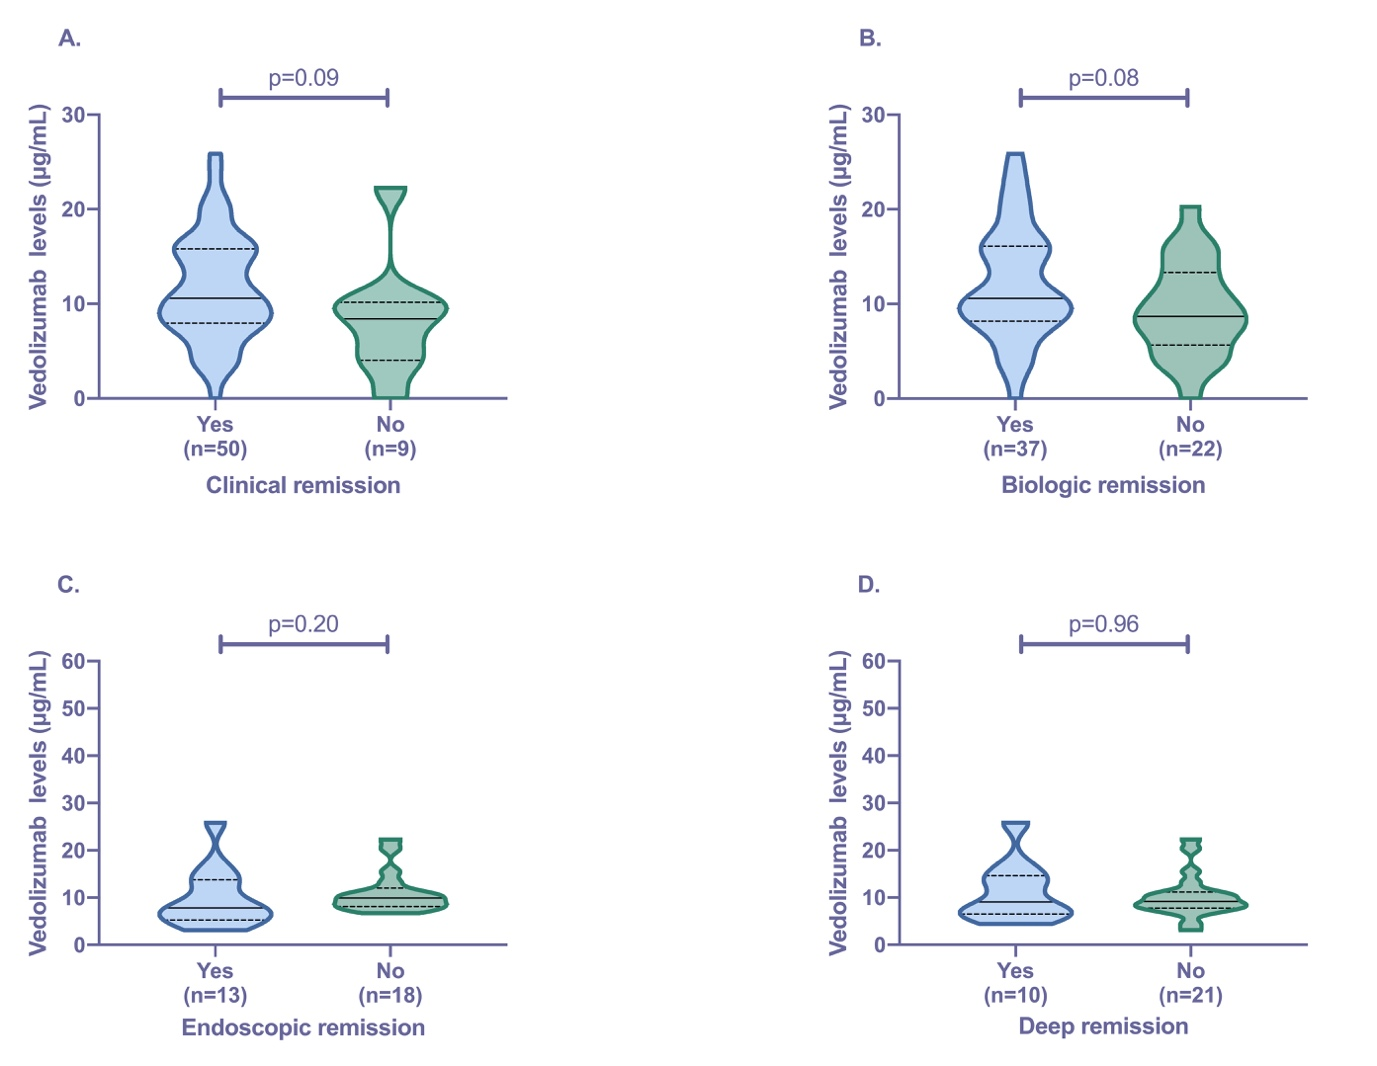 A.
p=0.09
Vedolizumab levels (µg/mL)
30
20
10
0
Yes
(n=50)
No
(n=9)
Clinical remission
B.
p=0.08
Vedolizumab levels (µg/mL)
30
20
10
0
Yes
(n=37)
No
(n=22)
Biologic remission
C.
p=0.20
Vedolizumab levels (µg/mL)
60
50
40
30
20
10
0
Yes
(n=13)
No
(n=18)
Endoscopic remission
D.
p=0.96
Vedolizumab levels (µg/mL)
60
50
40
30
20
10
0
Yes
(n=10)
No
(n=21)
Deep remission